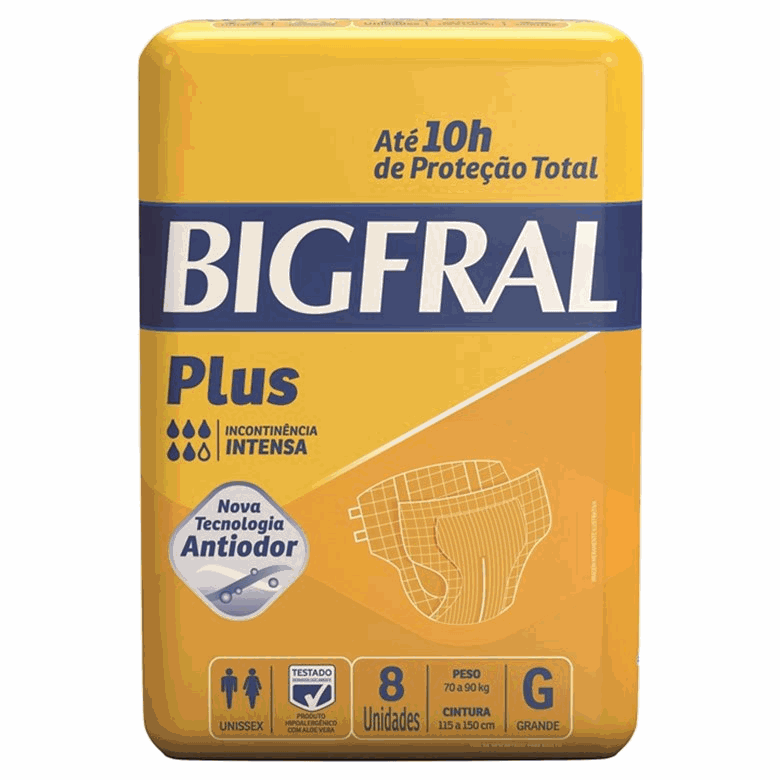 Até 10h
de Proteção Total
BIGFRAL
Plus
INCONTINÊNCIA
INTENSA
Nova
Tecnologia
Antiodor
UNISSEX
TESTADO
DERMATOLOGICAMENTE
PRODUTO
HIPOALERGÊNICO
COM ALOE VERA
8
Unidades
PESO
70 a 90 kg
CINTURA
115 a 150 cm
G
GRANDE